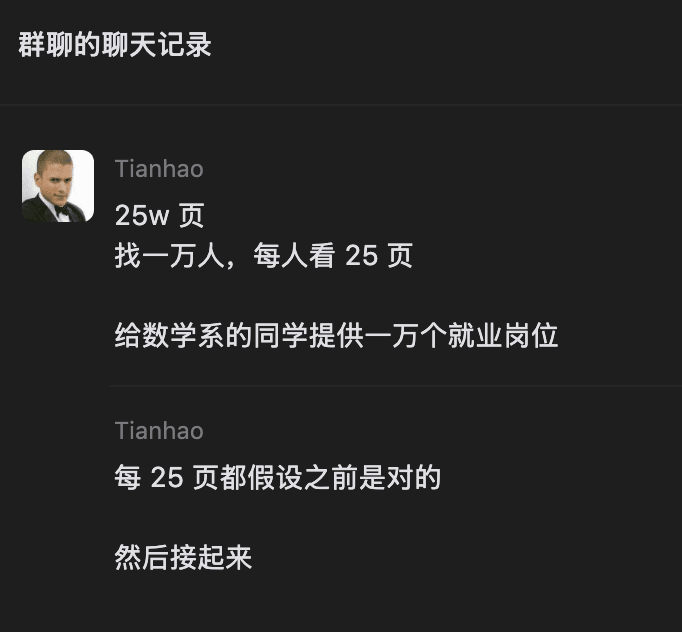 群聊的聊天记录
Tianhao
25w 页
找一万人，每人看 25 页
给数学系的同学提供一万个就业岗位
Tianhao
每 25 页都假设之前是对的
然后接起来